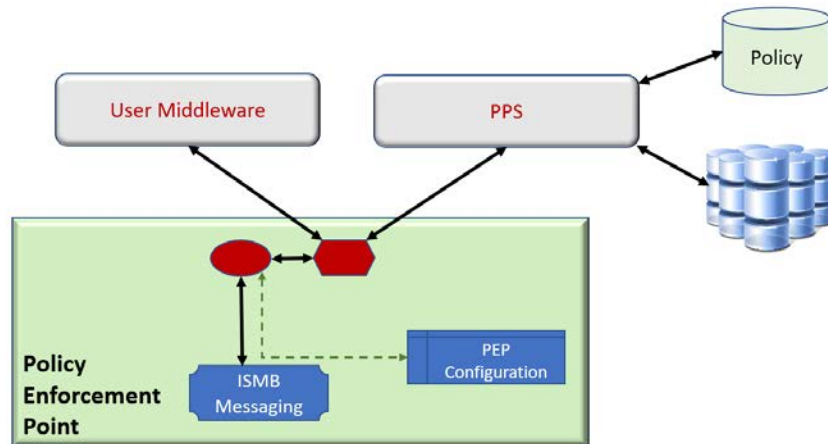 Policy
User Middleware
PPS
Policy
Enforcement
Point
PEP
Configuration
ISMB
Messaging